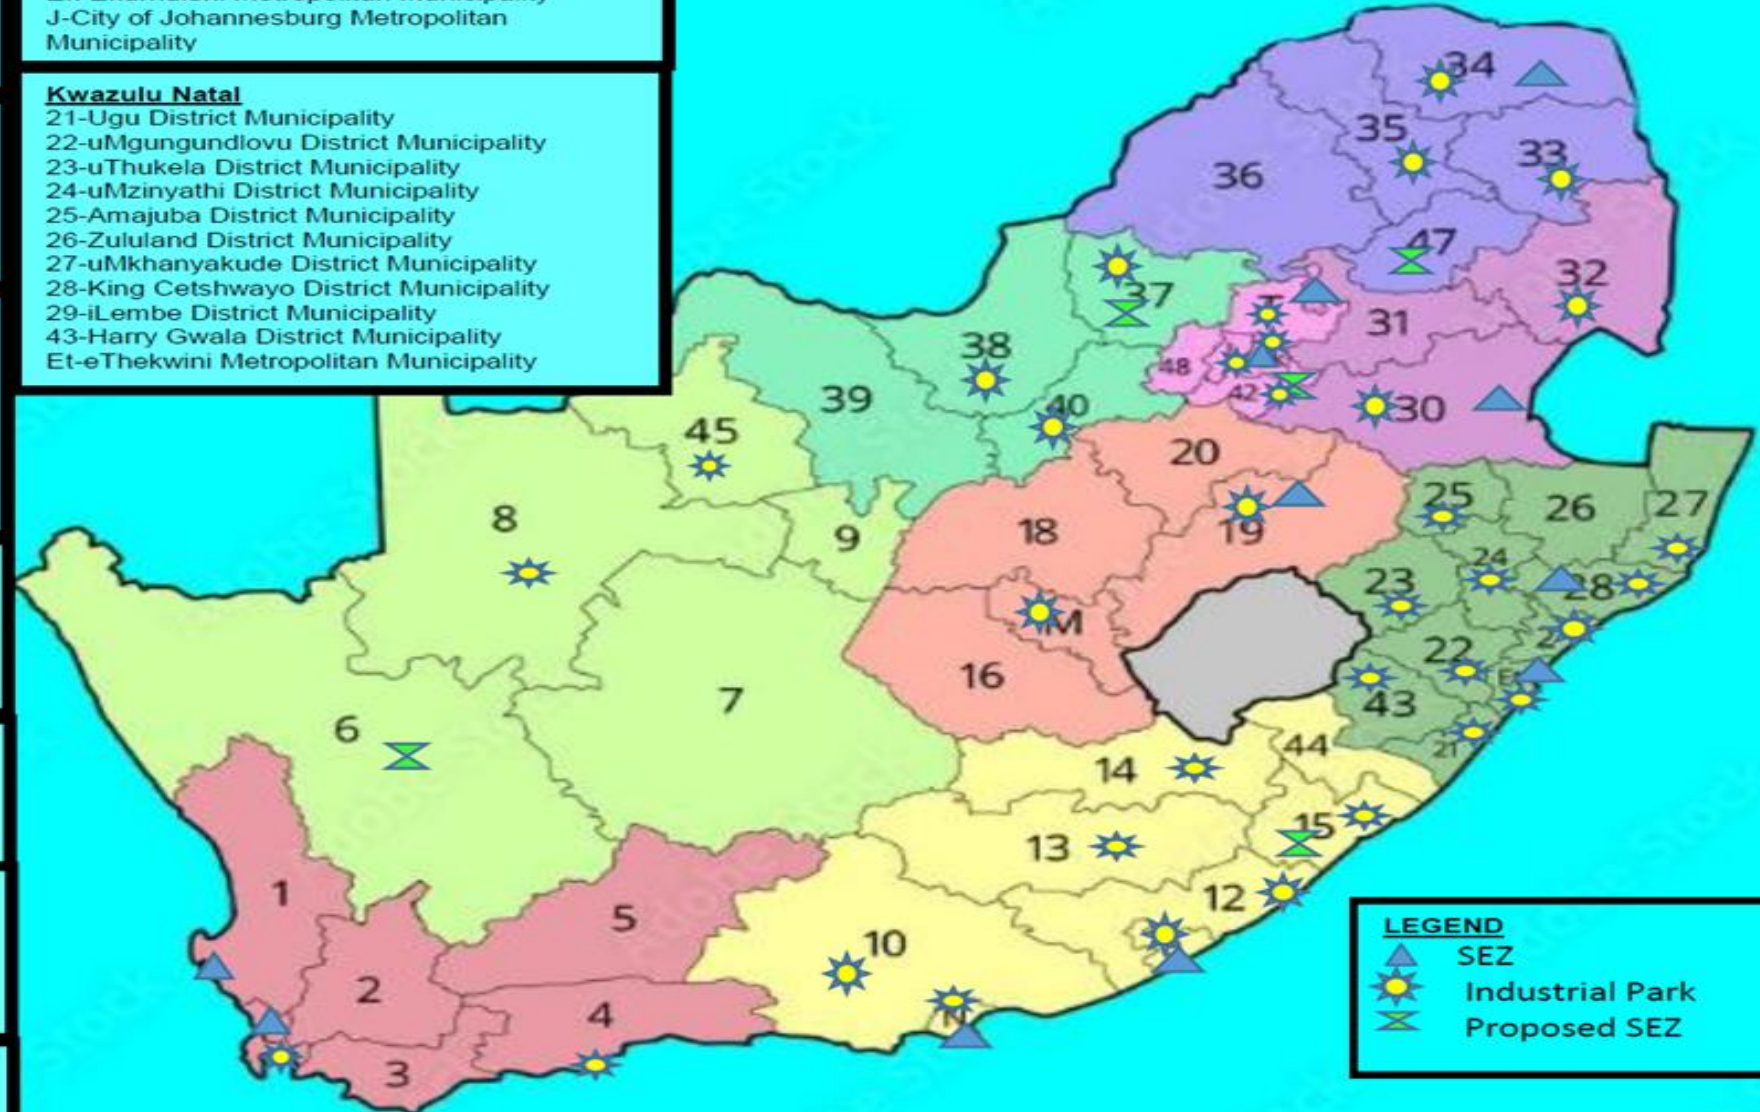 J-City of Johannesburg Metropolitan
Municipality
Kwazulu Natal
21-Ugu District Municipality
22-uMgungundlovu District Municipality
23-uThukela District Municipality
24-uMzinyathi District Municipality
25-Amajuba District Municipality
26-Zululand District Municipality
27-uMkhanyakude District Municipality
28-King Cetshwayo District Municipality
29-iLembe District Municipality
43-Harry Gwala District Municipality
Et-eThekwini Metropolitan Municipality
34
35
33
36
47
32
37
31
38
48
39
40
42
30
45
20
25
26
27
8
9
18
19
24
23
28
M
22
16
43
7
6
44
21
14
15
13
1
12
5
10
2
4
3
LEGEND
SEZ
Industrial Park
Proposed SEZ